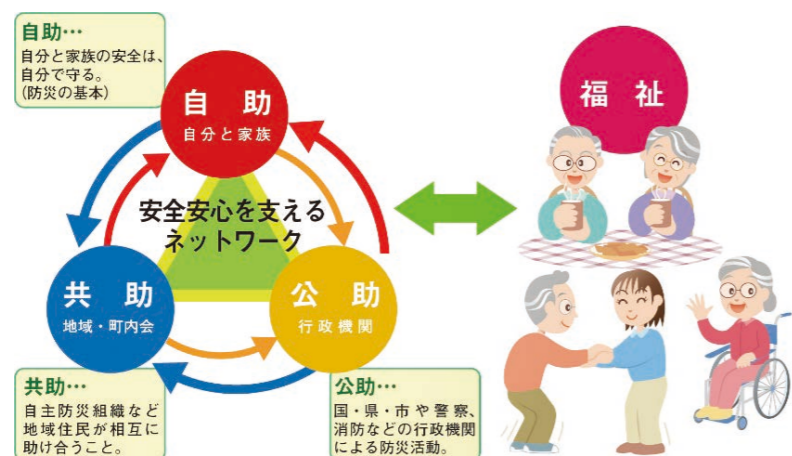 自助…
自分と家族の安全は、
自分で守る。
(防災の基本)
自 助
自分と家族
安全安心を支える
ネットワーク
共 助
地域・町内会
公 助
行政機関
共助…
自主防災組織など
地域住民が相互に
助け合うこと。
公助…
国・県・市や警察、
消防などの行政機関
による防災活動。
福 祉